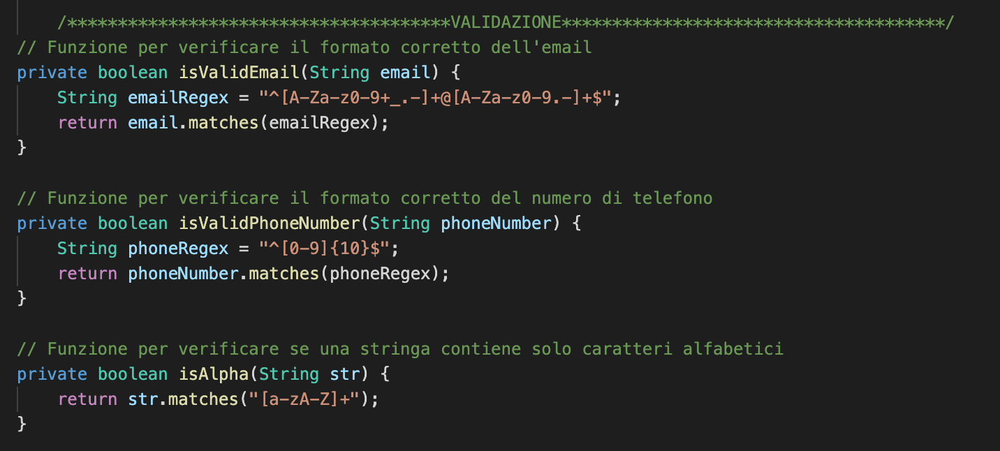 /**************************************VALIDAZIONE**************************************/
// Funzione per verificare il formato corretto dell'email
private boolean isValidEmail(String email) {
String emailRegex = "^[A-Za-z0-9+_.-]+@[A-Za-z0-9.-]+$";
return email.matches(emailRegex);
}
// Funzione per verificare il formato corretto del numero di telefono
private boolean isValidPhoneNumber(String phoneNumber) {
String phoneRegex = "^[0-9]{10}$";
return phoneNumber.matches(phoneRegex);
}
// Funzione per verificare se una stringa contiene solo caratteri alfabetici
private boolean isAlpha(String str) {
return str.matches("[a-zA-Z]+");
}